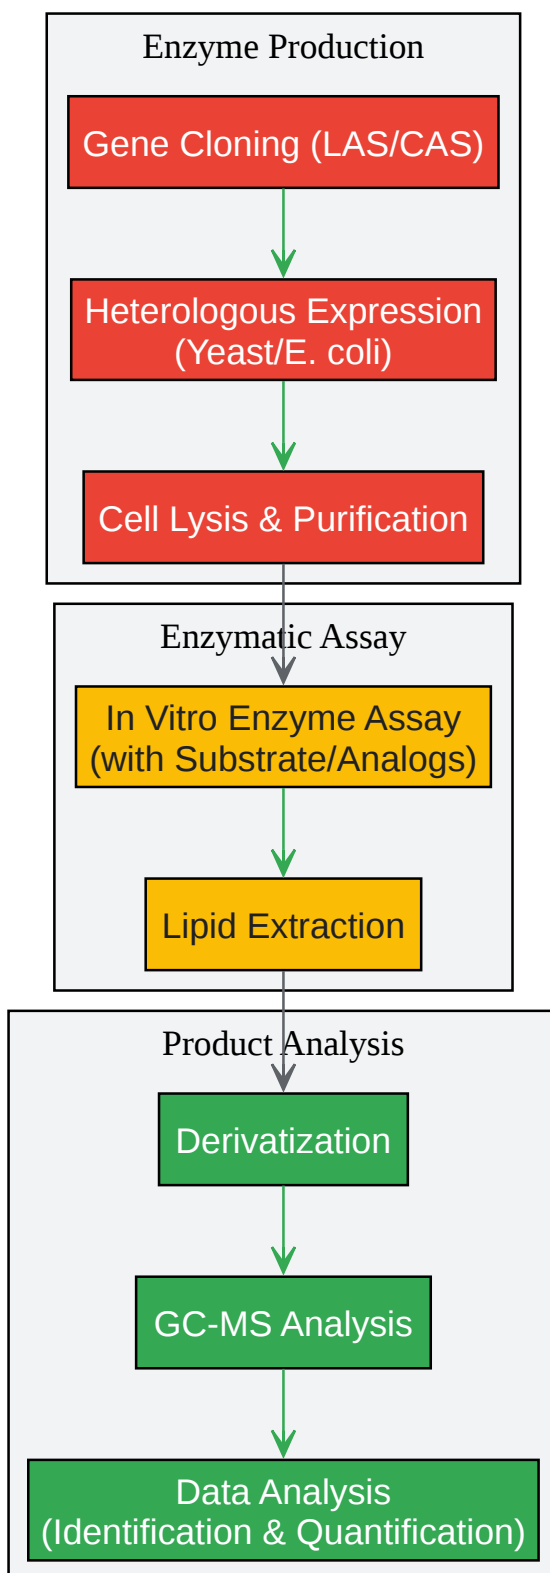 Enzyme Production
Gene Cloning (LAS/CAS)
Heterologous Expression
(Yeast/E. coli)
Cell Lysis & Purification
Enzymatic Assay
In Vitro Enzyme Assay
(with Substrate/Analogs)
Lipid Extraction
Product Analysis
Derivatization
GC-MS Analysis
Data Analysis
(Identification & Quantification)